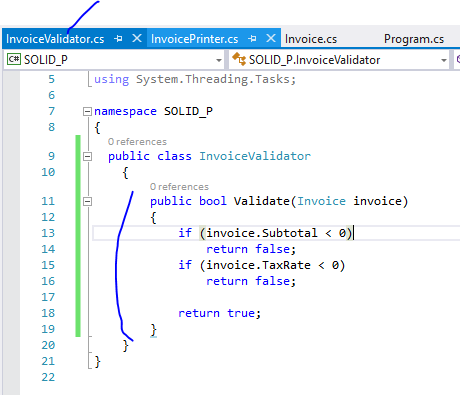 InvoiceValidator.cs InvoicePrinter.cs Invoice.cs Program.cs
C# SOLID_P SOLID_P.InvoiceValidator
5 using System.Threading.Tasks;
6
7 namespace SOLID_P
8 {
0 references
9 public class InvoiceValidator
10 {
0 references
11 public bool Validate(Invoice invoice)
12 {
13 if (invoice.Subtotal < 0)
14 return false;
15 if (invoice.TaxRate < 0)
16 return false;
17
18 return true;
19 }
20 }
21 }
22